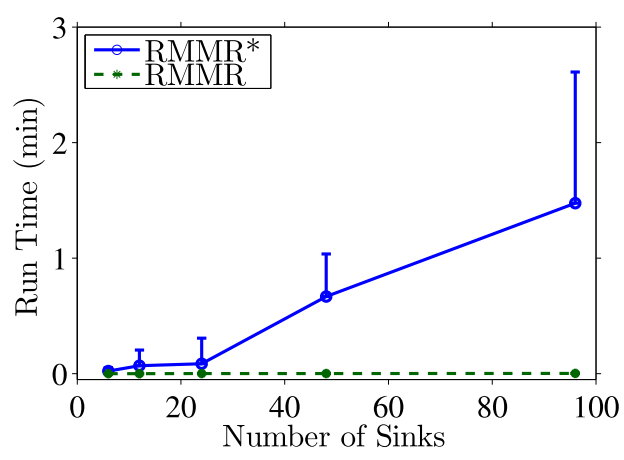 3
RMMR*
RMMR
2
1
0
Run Time (min)
0 20 40 60 80 100
Number of Sinks